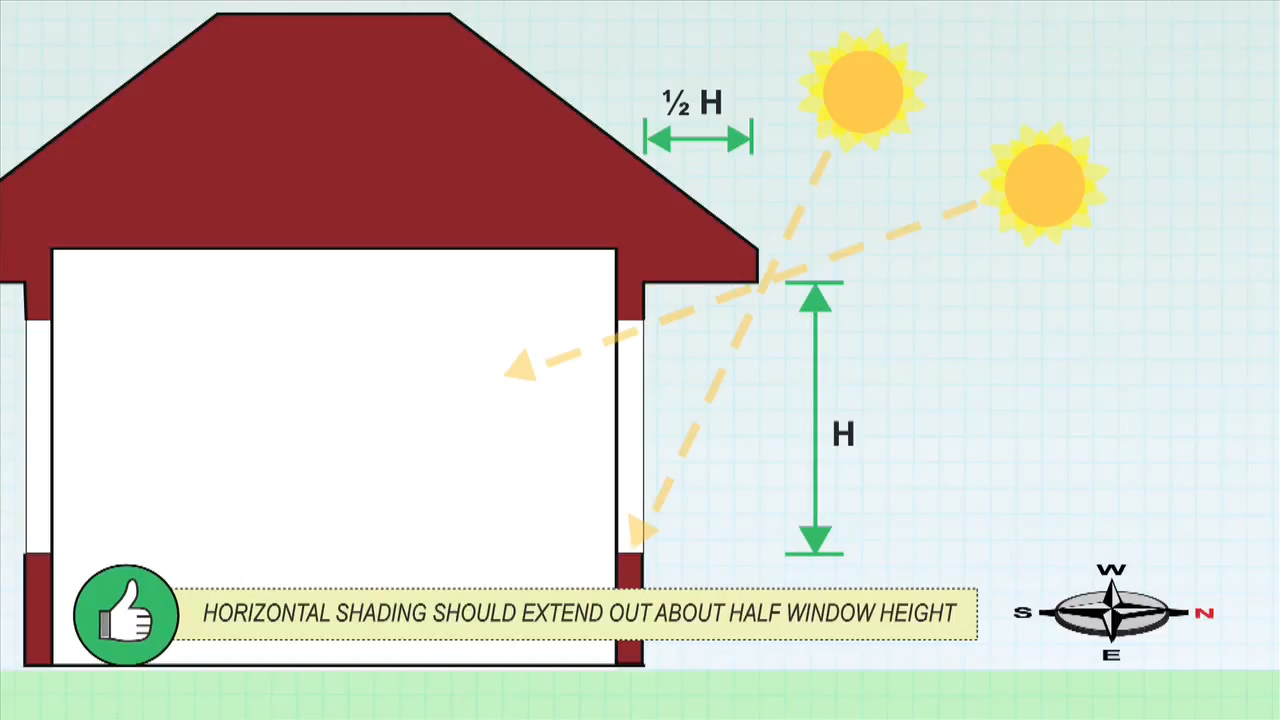 ½ H
H
HORIZONTAL SHADING SHOULD EXTEND OUT ABOUT HALF WINDOW HEIGHT
W
S
N
E